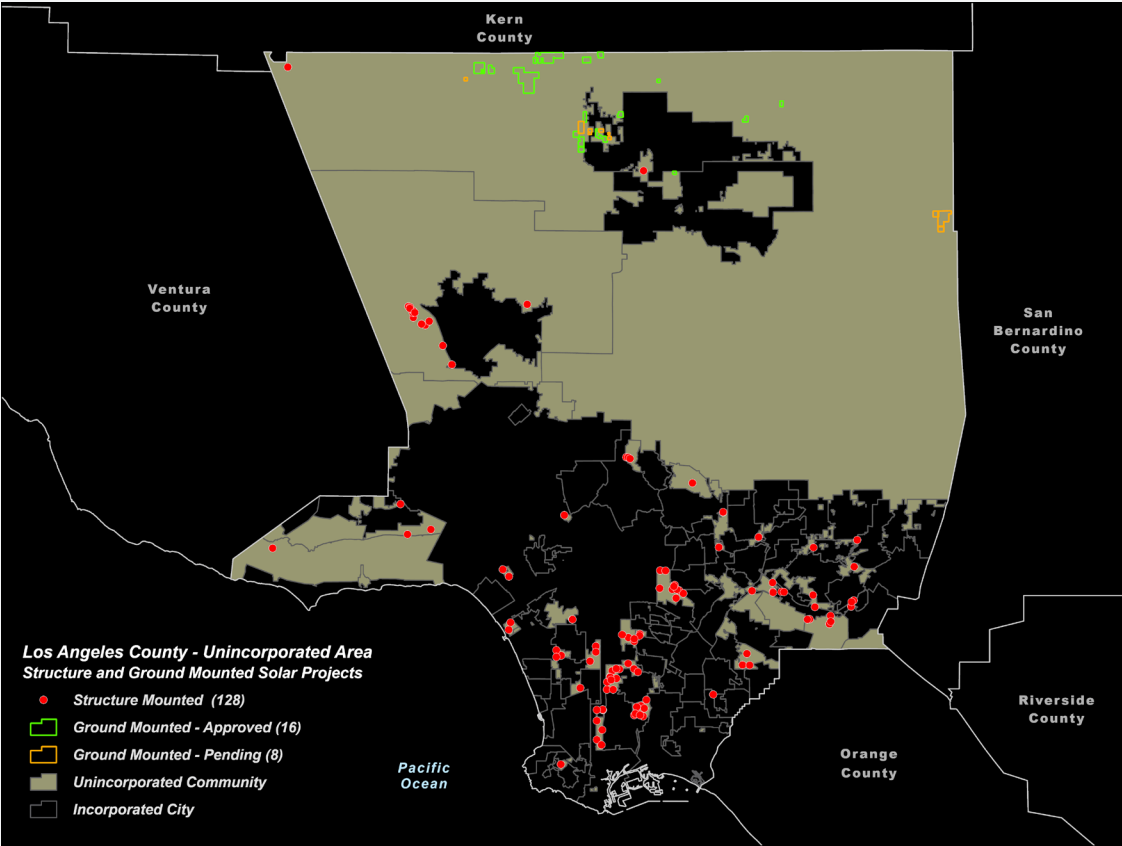 Kern
County
Ventura
County
San
Bernardino
County
Los Angeles County - Unincorporated Area
Structure and Ground Mounted Solar Projects
Structure Mounted (128)
Ground Mounted - Approved (16)
Ground Mounted - Pending (8)
Unincorporated Community
Incorporated City
Pacific
Ocean
Orange
County
Riverside
County